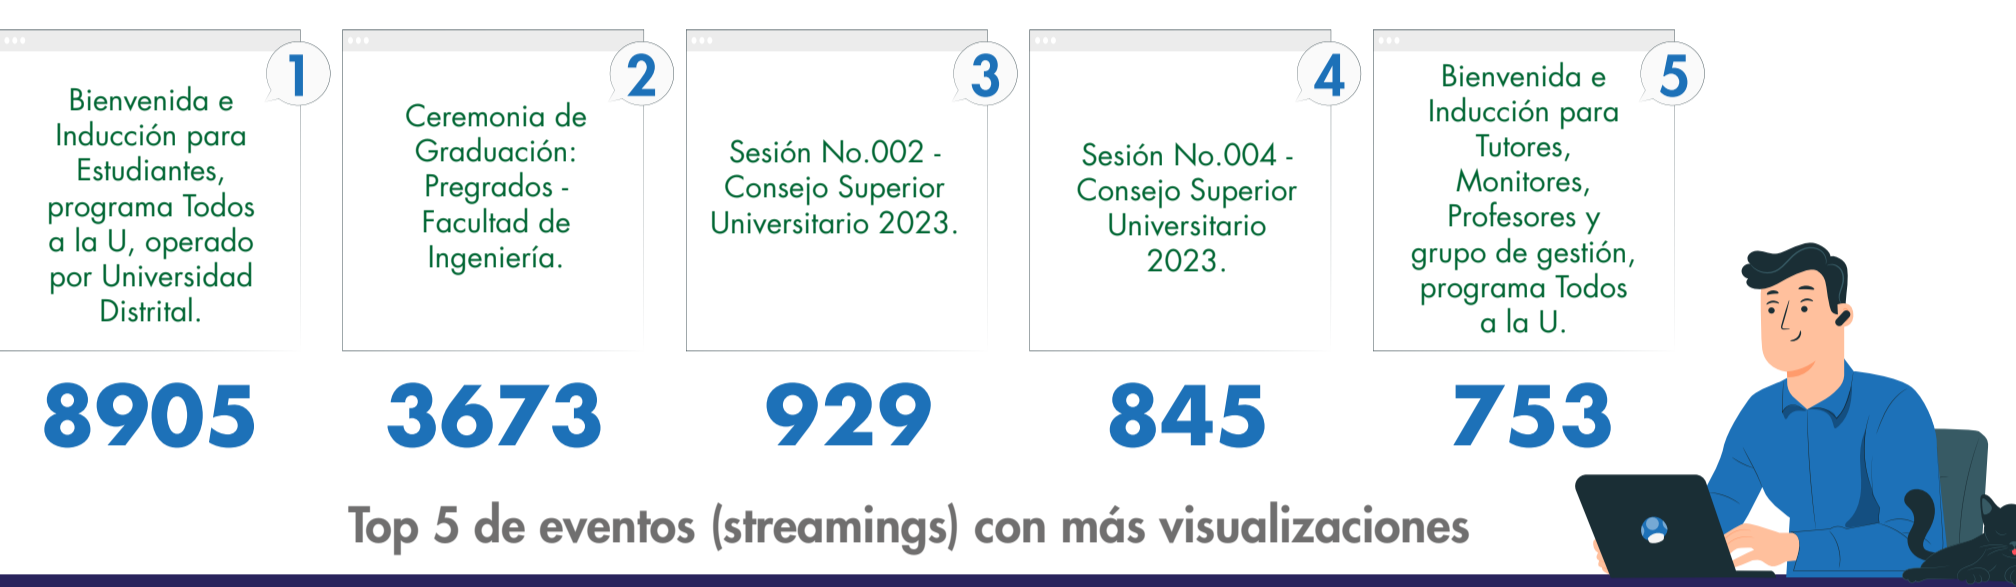 1
Bienvenida e
Inducción para
Estudiantes,
programa Todos
a la U, operado
por Universidad
Distrital.
8905
2
Ceremonia de
Graduación:
Pregrados -
Facultad de
Ingeniería.
3673
3
Sesión No.002 -
Consejo Superior
Universitario 2023.
929
4
Sesión No.004 -
Consejo Superior
Universitario
2023.
845
5
Bienvenida e
Inducción para
Tutores,
Monitores,
Profesores y
grupo de gestión,
programa Todos
a la U.
753
Top 5 de eventos (streamings) con más visualizaciones